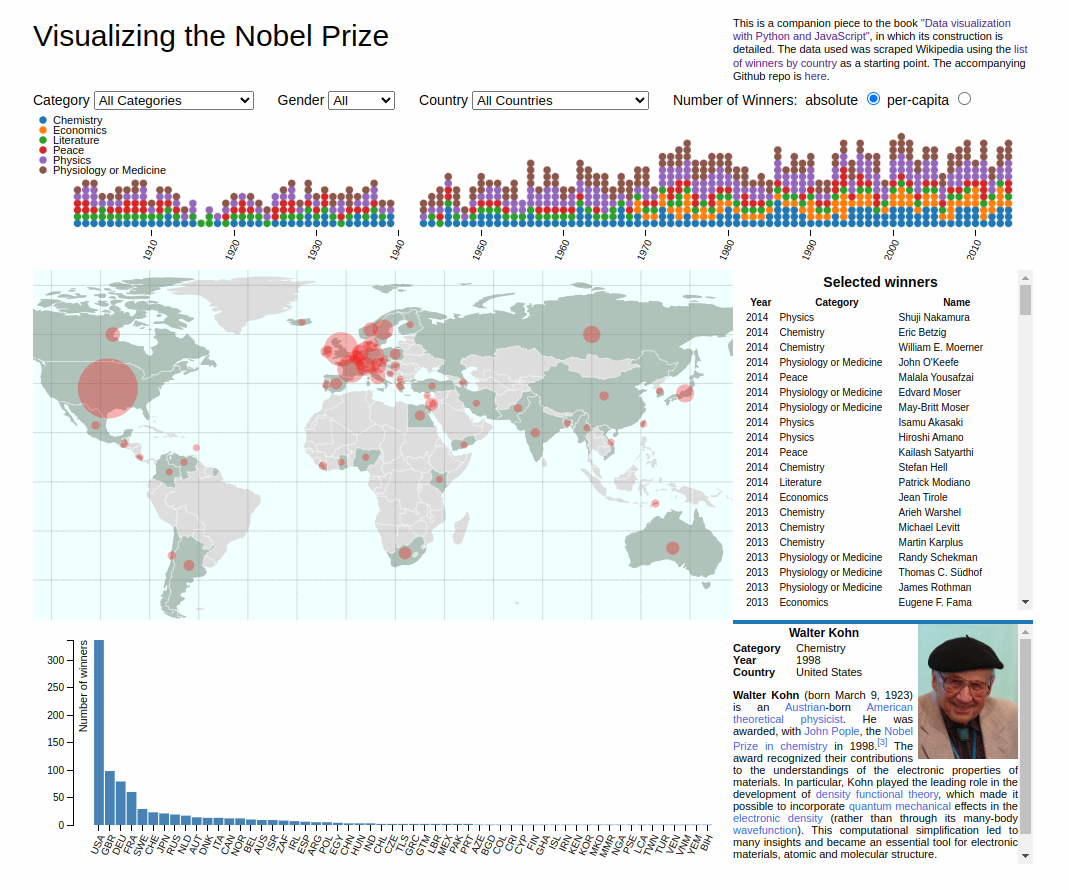 Visualizing the Nobel Prize
This is a companion piece to the book "Data visualization
with Python and JavaScript", in which its construction is
detailed. The data used was scraped Wikipedia using the list
of winners by country as a starting point. The accompanying
Github repo is here.
Category All Categories Gender All Country All Countries Number of Winners: absolute per-capita
Chemistry
Economics
Literature
Peace
Physics
Physiology or Medicine
1910 1920 1930 1940 1950 1960 1970 1980 1990 2000 2010
Selected winners
Year Category Name
2014 Physics Shuji Nakamura
2014 Chemistry Eric Betzig
2014 Chemistry William E. Moerner
2014 Physiology or Medicine John O'Keefe
2014 Peace Malala Yousafzai
2014 Physiology or Medicine Edvard Moser
2014 Physiology or Medicine May-Britt Moser
2014 Physics Isamu Akasaki
2014 Physics Hiroshi Amano
2014 Peace Kailash Satyarthi
2014 Chemistry Stefan Hell
2014 Literature Patrick Modiano
2014 Economics Jean Tirole
2013 Chemistry Arieh Warshel
2013 Chemistry Michael Levitt
2013 Chemistry Martin Karplus
2013 Physiology or Medicine Randy Schekman
2013 Physiology or Medicine Thomas C. Südhof
2013 Physiology or Medicine James Rothman
2013 Economics Eugene F. Fama
Number of winners
300
250
200
150
100
50
0
USA GBR DEU FRA SWE CHE JPN RUS NLD AUT DNK ITA CAN NOR BEL AUS ISR ZAF IRL ESP ARG POL EGY CHN HUN IND CHL CZE TLS GRC LBR MEX PAK PRT AZE BGD COL CRI CYP FIN GHA ISL IRN KEN KOR MKD MMR NGA PSE LCA TWN TUR VEN VNM YEM BIH
Walter Kohn
Category Chemistry
Year 1998
Country United States
Walter Kohn (born March 9, 1923)
is an Austrian-born American
theoretical physicist. He was
awarded, with John Pople, the Nobel
Prize in chemistry in 1998.[3] The
award recognized their contributions
to the understandings of the electronic properties of
materials. In particular, Kohn played the leading role in the
development of density functional theory, which made it
possible to incorporate quantum mechanical effects in the
electronic density (rather than through its many-body
wavefunction). This computational simplification led to
many insights and became an essential tool for electronic
materials, atomic and molecular structure.